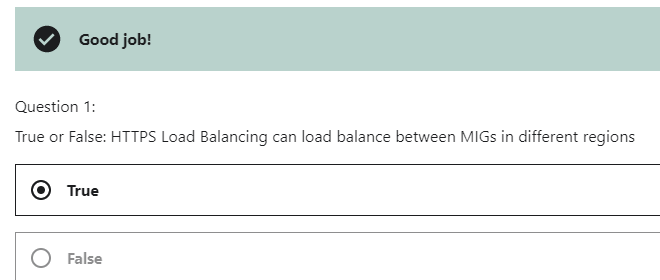 Good job!
Question 1:
True or False: HTTPS Load Balancing can load balance between MIGs in different regions
True
False